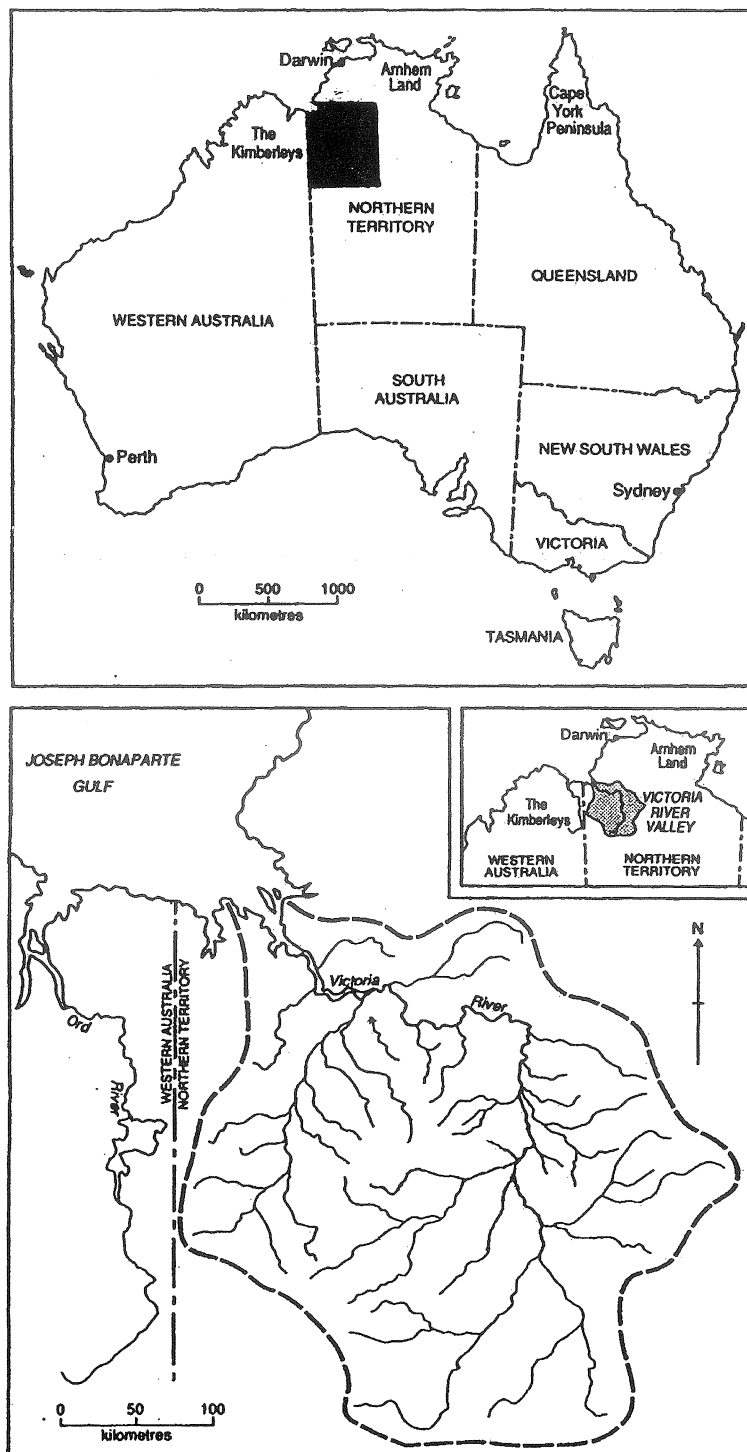 Darwin
Arnhem
Land
Cape
York
Peninsula
The
Kimberleys
NORTHERN
TERRITORY
QUEENSLAND
WESTERN AUSTRALIA
SOUTH
AUSTRALIA
Perth
NEW SOUTH WALES
Sydney
VICTORIA
0 500 1000
kilometres
TASMANIA
JOSEPH BONAPARTE
GULF
Darwin
Arnhem
Land
The
Kimberleys
VICTORIA
RIVER
VALLEY
WESTERN
AUSTRALIA
NORTHERN
TERRITORY
N
Victoria
River
Ord
River
WESTERN AUSTRALIA
NORTHERN TERRITORY
0 50 100
kilometres